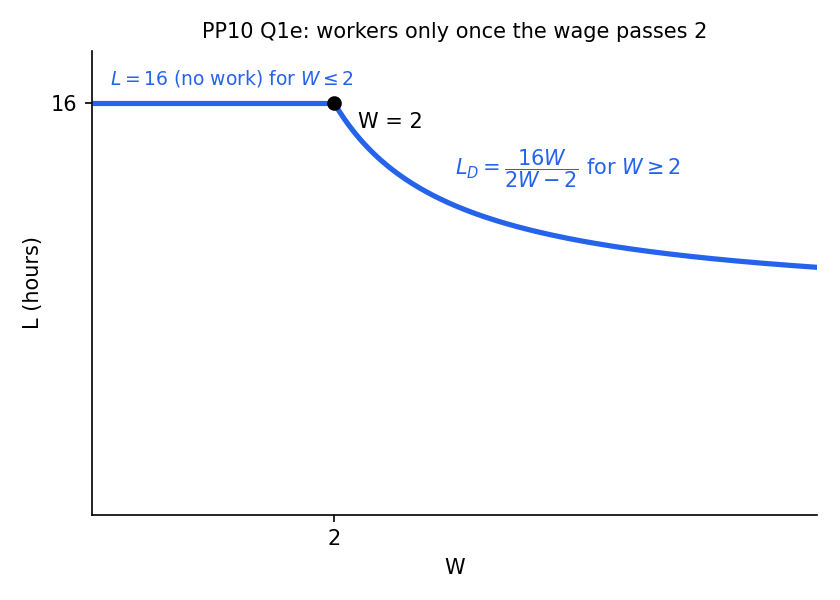 PP10 Q1e: workers only once the wage passes 2
L = 16 (no work) for W ≤ 2
16
W = 2
L_D = \frac{16W}{2W − 2} for W ≥ 2
L (hours)
2
W